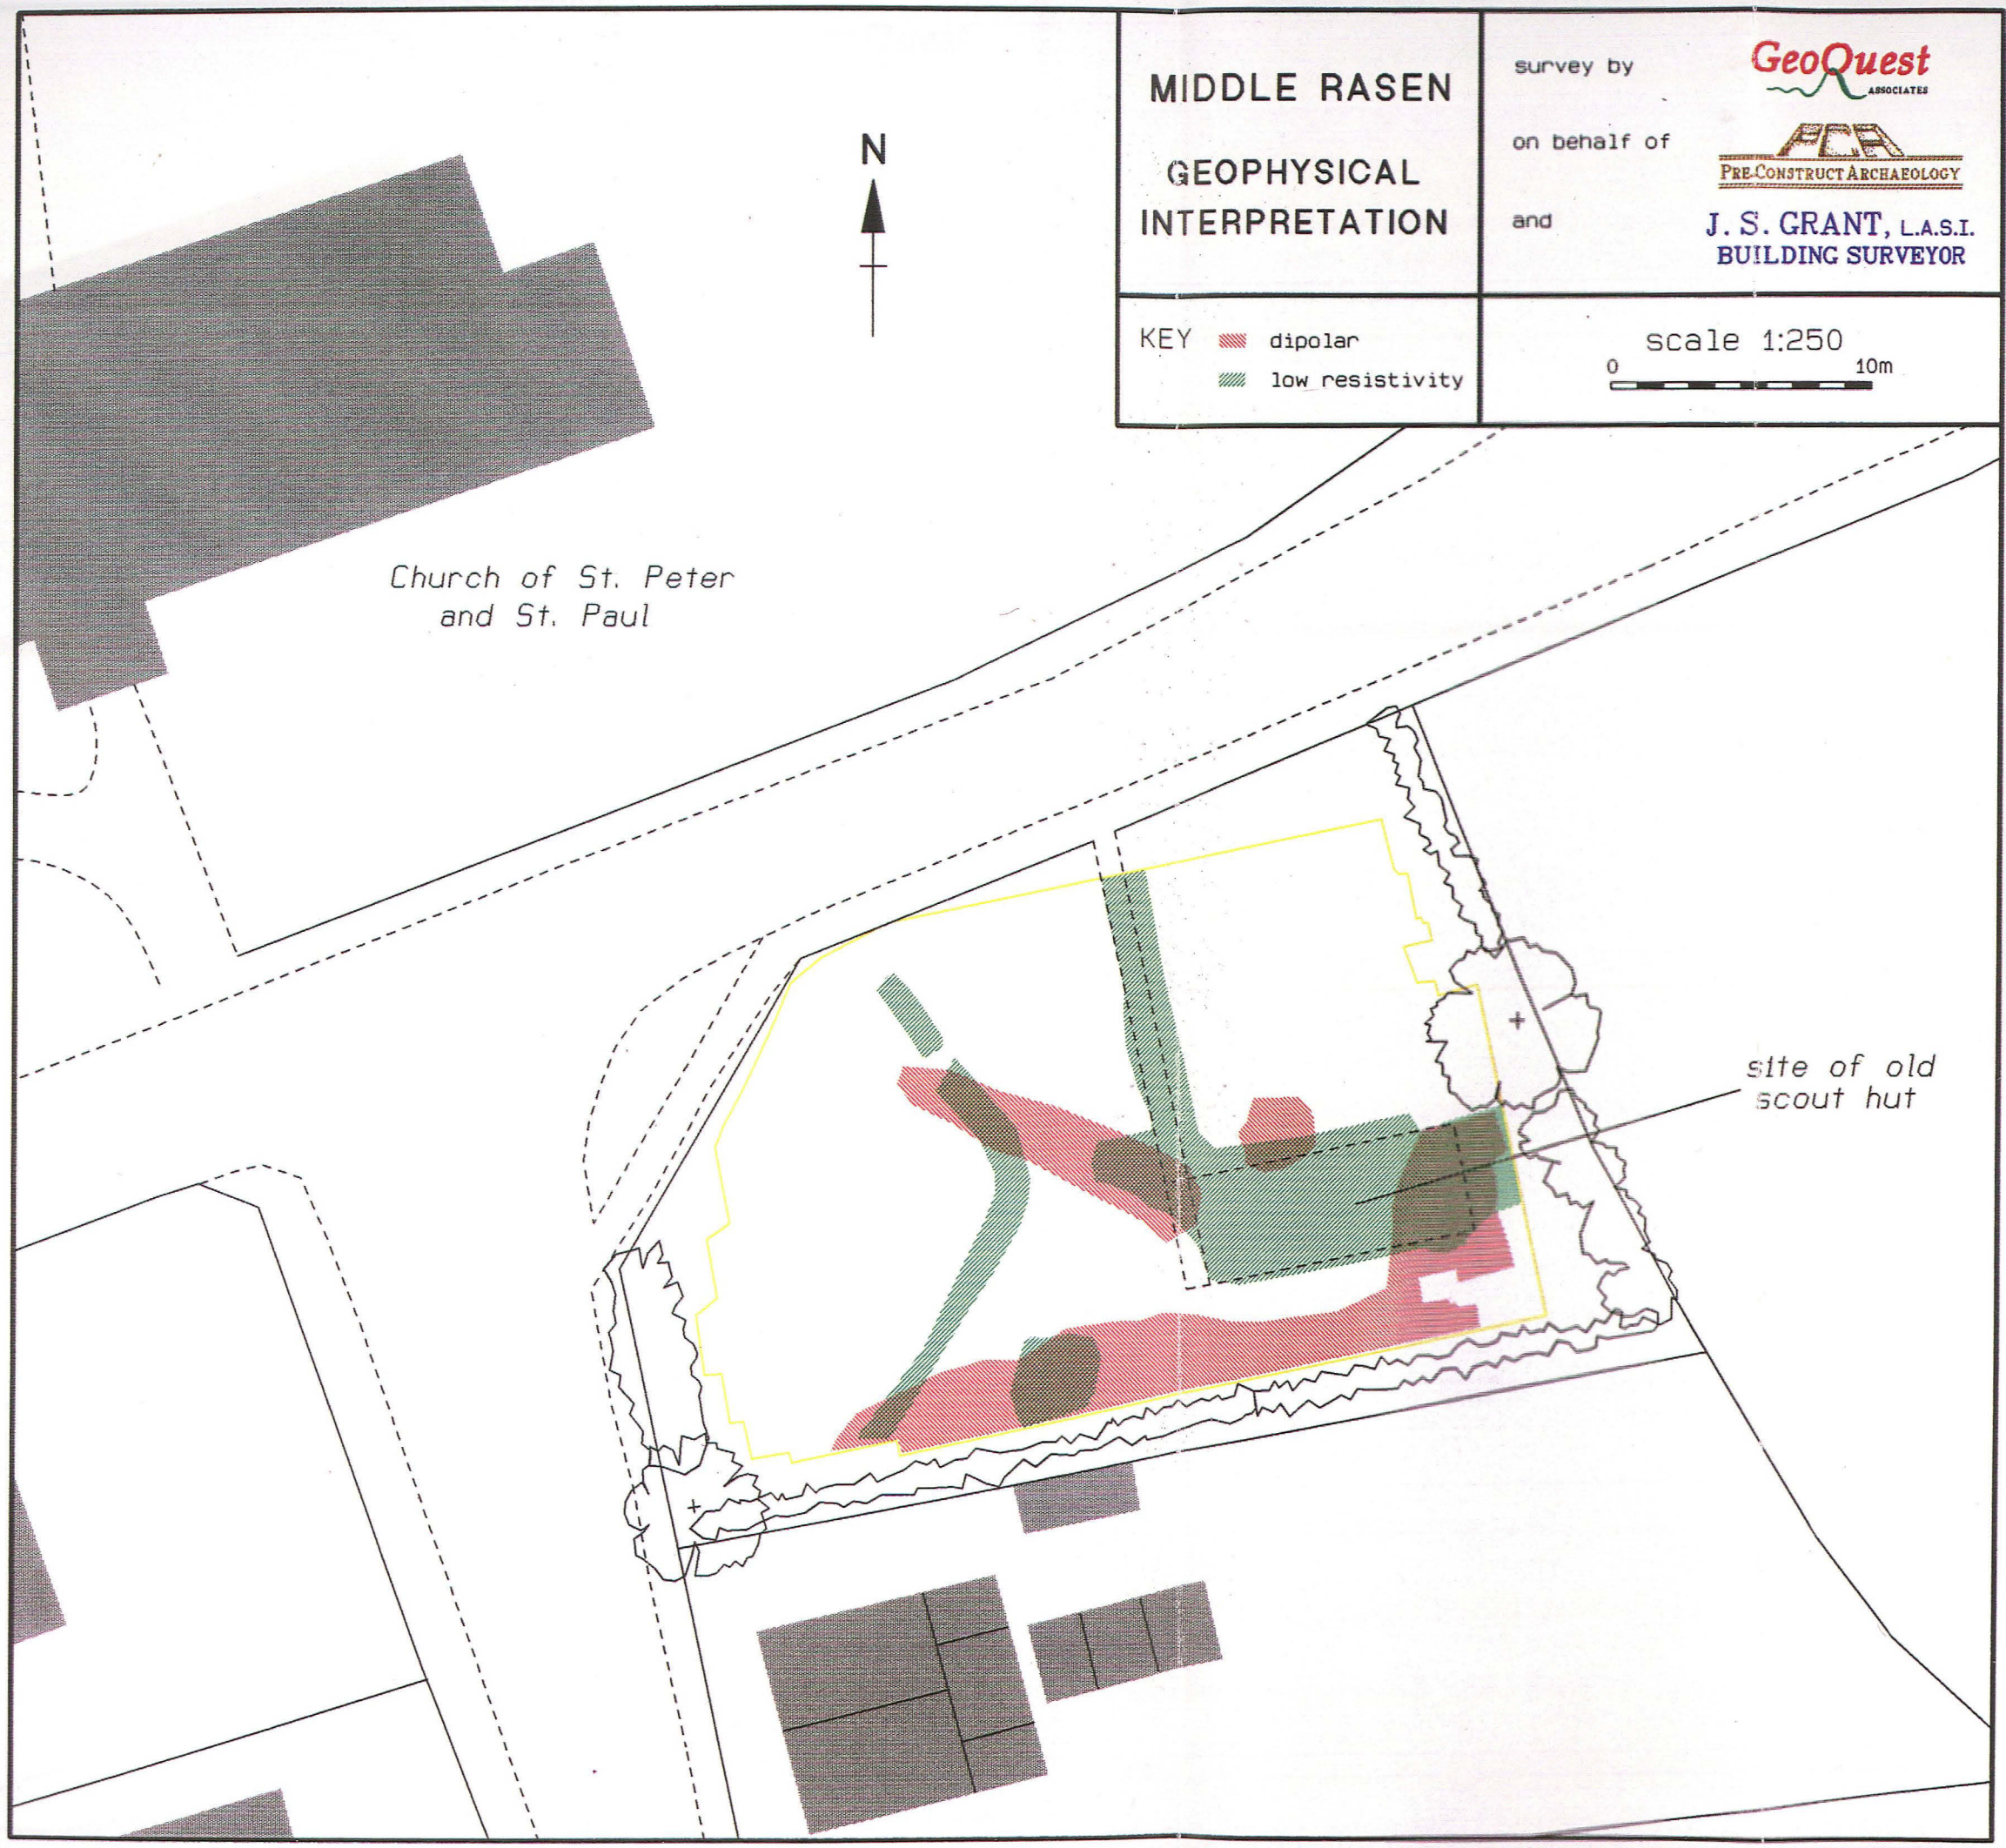 MIDDLE RASEN
GEOPHYSICAL
INTERPRETATION
survey by
GeoQuest
ASSOCIATES
on behalf of
PCA
PRE-CONSTRUCT ARCHAEOLOGY
and
J. S. GRANT, L.A.S.I.
BUILDING SURVEYOR
KEY
dipolar
low resistivity
scale 1:250
0 10m
N
Church of St. Peter
and St. Paul
site of old
scout hut